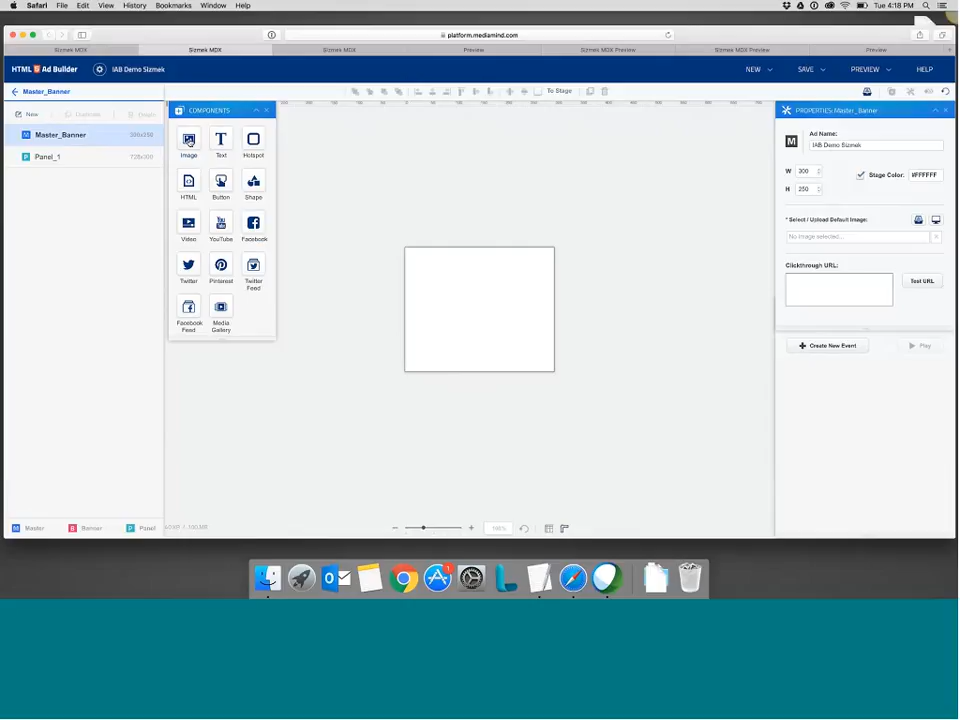 Safari File Edit View History Bookmarks Window Help Tue 4:18 PM
platform.mediamind.com
Sizmek MDX Sizmek MDX Sizmek MDX Preview Sizmek MDX Preview Sizmek MDX Preview Preview
HTML5 Ad Builder IAB Demo Sizmek NEW SAVE PREVIEW HELP
Master_Banner To Stage
COMPONENTS
PROPERTIES: Master_Banner
New Duplicate Delete
Master_Banner 300x250
Panel_1 728x300
Image Text Hotspot
HTML Button Shape
Video YouTube Facebook
Twitter Pinterest Twitter Feed
Facebook Feed Media Gallery
Ad Name:
IAB Demo Sizmek
W 300 Stage Color: #FFFFFF
H 250
* Select / Upload Default Image:
No image selected...
Clickthrough URL:
Test URL
Create New Event Play
Master Banner Panel
100%